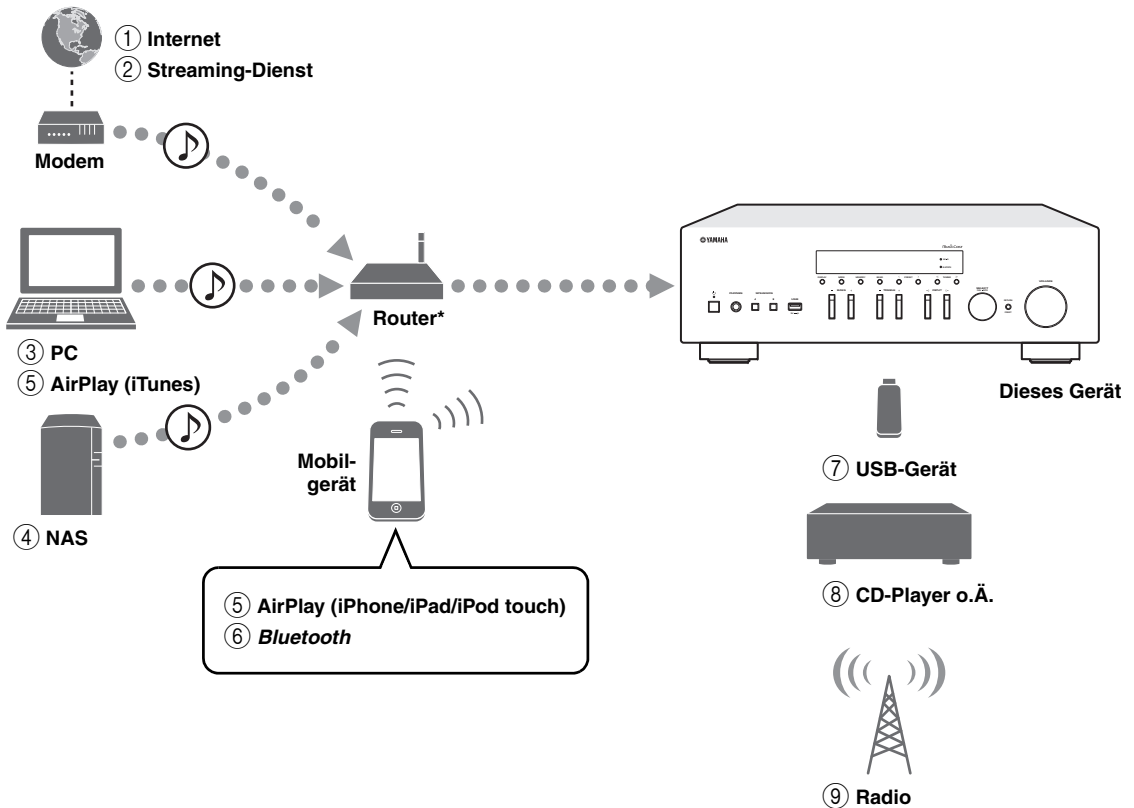 ① Internet
② Streaming-Dienst
Modem
YAMAHA
③ PC
⑤ AirPlay (iTunes)
Router*
Dieses Gerät
④ NAS
Mobil-
gerät
⑤ AirPlay (iPhone/iPad/iPod touch)
⑥ Bluetooth
⑦ USB-Gerät
⑧ CD-Player o.Ä.
⑨ Radio